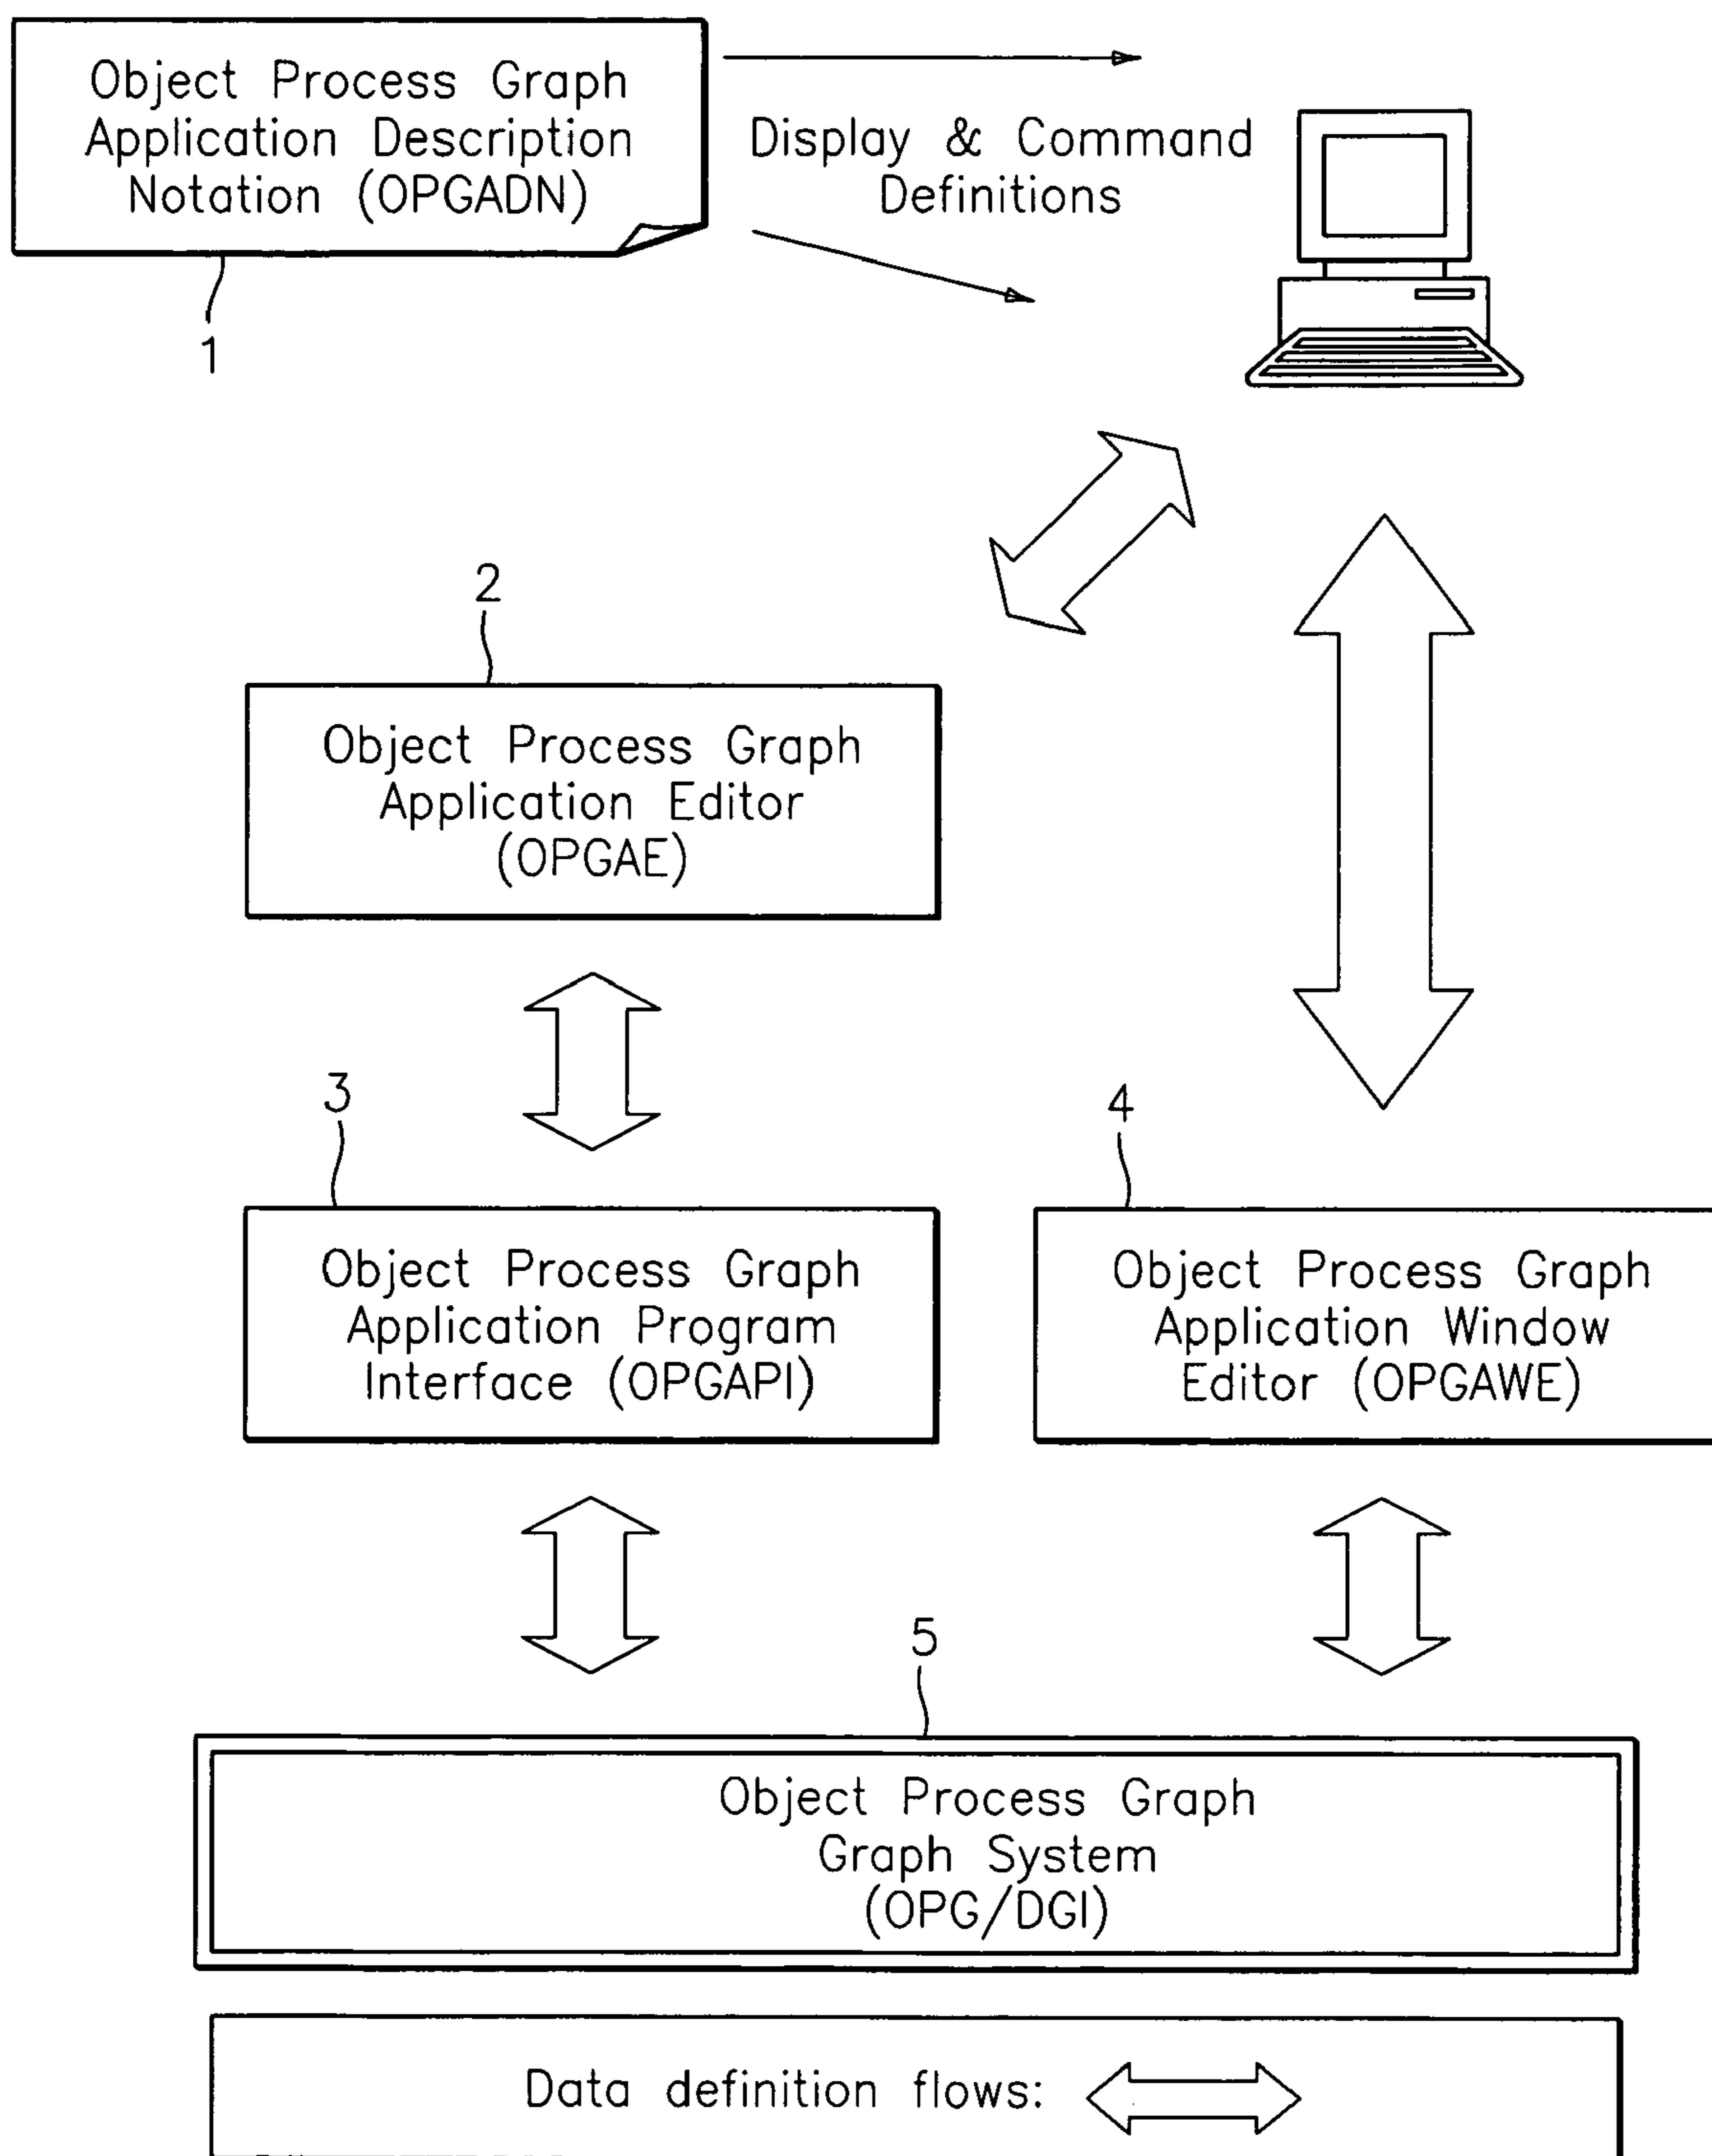 Object Process Graph
Application Description
Notation (OPGADN)
Display & Command
Definitions
1
2
Object Process Graph
Application Editor
(OPGAE)
3
Object Process Graph
Application Program
Interface (OPGAPI)
4
Object Process Graph
Application Window
Editor (OPGAWE)
5
Object Process Graph
Graph System
(OPG/DGI)
Data definition flows: